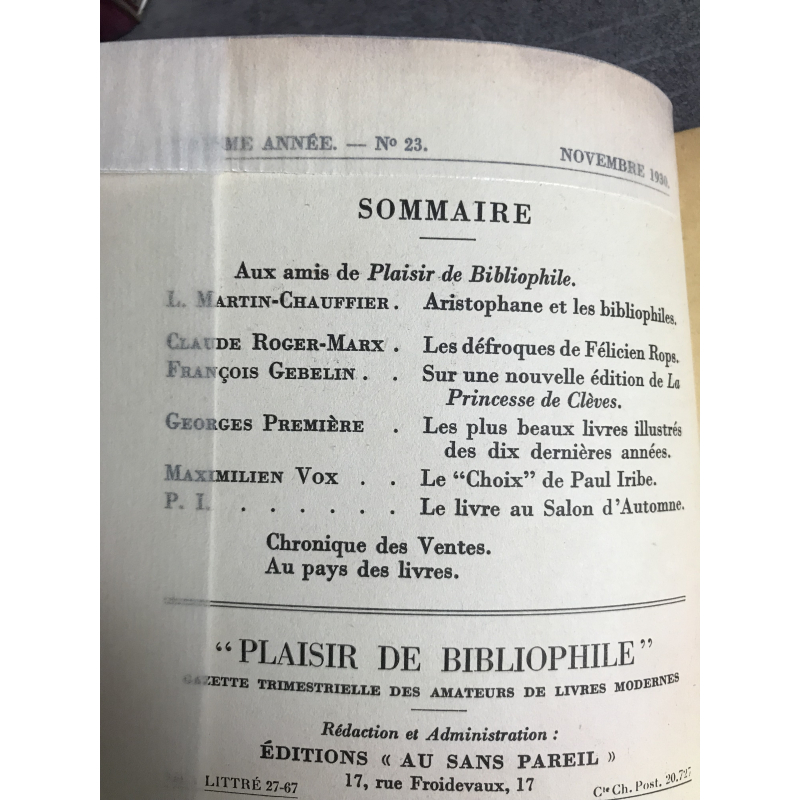 ME ANNÉE. — Nº 23. NOVEMBRE 1930.
SOMMAIRE
Aux amis de Plaisir de Bibliophile.
L. MARTIN-CHAUFFIER . Aristophane et les bibliophiles.
CLAUDE ROGER-MARX . Les défroques de Félicien Rops.
FRANÇOIS GEBELIN . . Sur une nouvelle édition de La
Princesse de Clèves.
GEORGES PREMIÈRE . Les plus beaux livres illustrés
des dix dernières années.
MAXIMILIEN VOX . . Le "Choix" de Paul Iribe.
P. I. . . . . . . Le livre au Salon d'Automne.
Chronique des Ventes.
Au pays des livres.
"PLAISIR DE BIBLIOPHILE"
GAZETTE TRIMESTRIELLE DES AMATEURS DE LIVRES MODERNES
Rédaction et Administration :
ÉDITIONS « AU SANS PAREIL »
LITTRÉ 27-67 17, rue Froidevaux, 17 Cte Ch. Post. 20.727